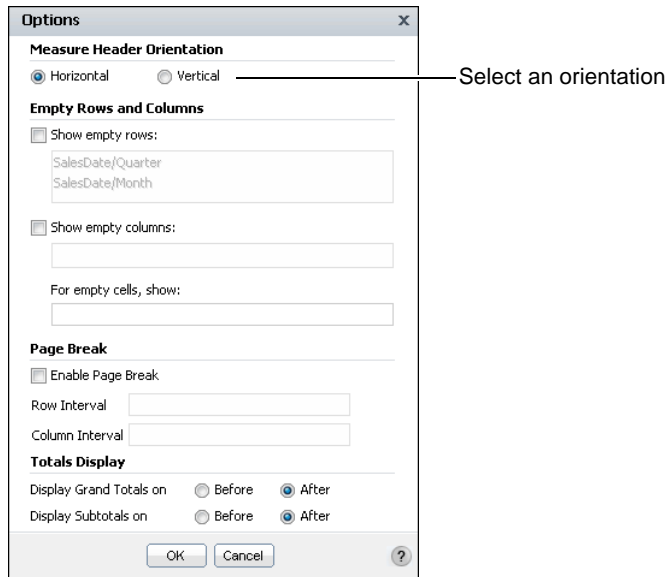 Options x
Measure Header Orientation
Horizontal Vertical
Select an orientation
Empty Rows and Columns
Show empty rows:
SalesDate/Quarter
SalesDate/Month
Show empty columns:
For empty cells, show:
Page Break
Enable Page Break
Row Interval
Column Interval
Totals Display
Display Grand Totals on Before After
Display Subtotals on Before After
OK Cancel ?